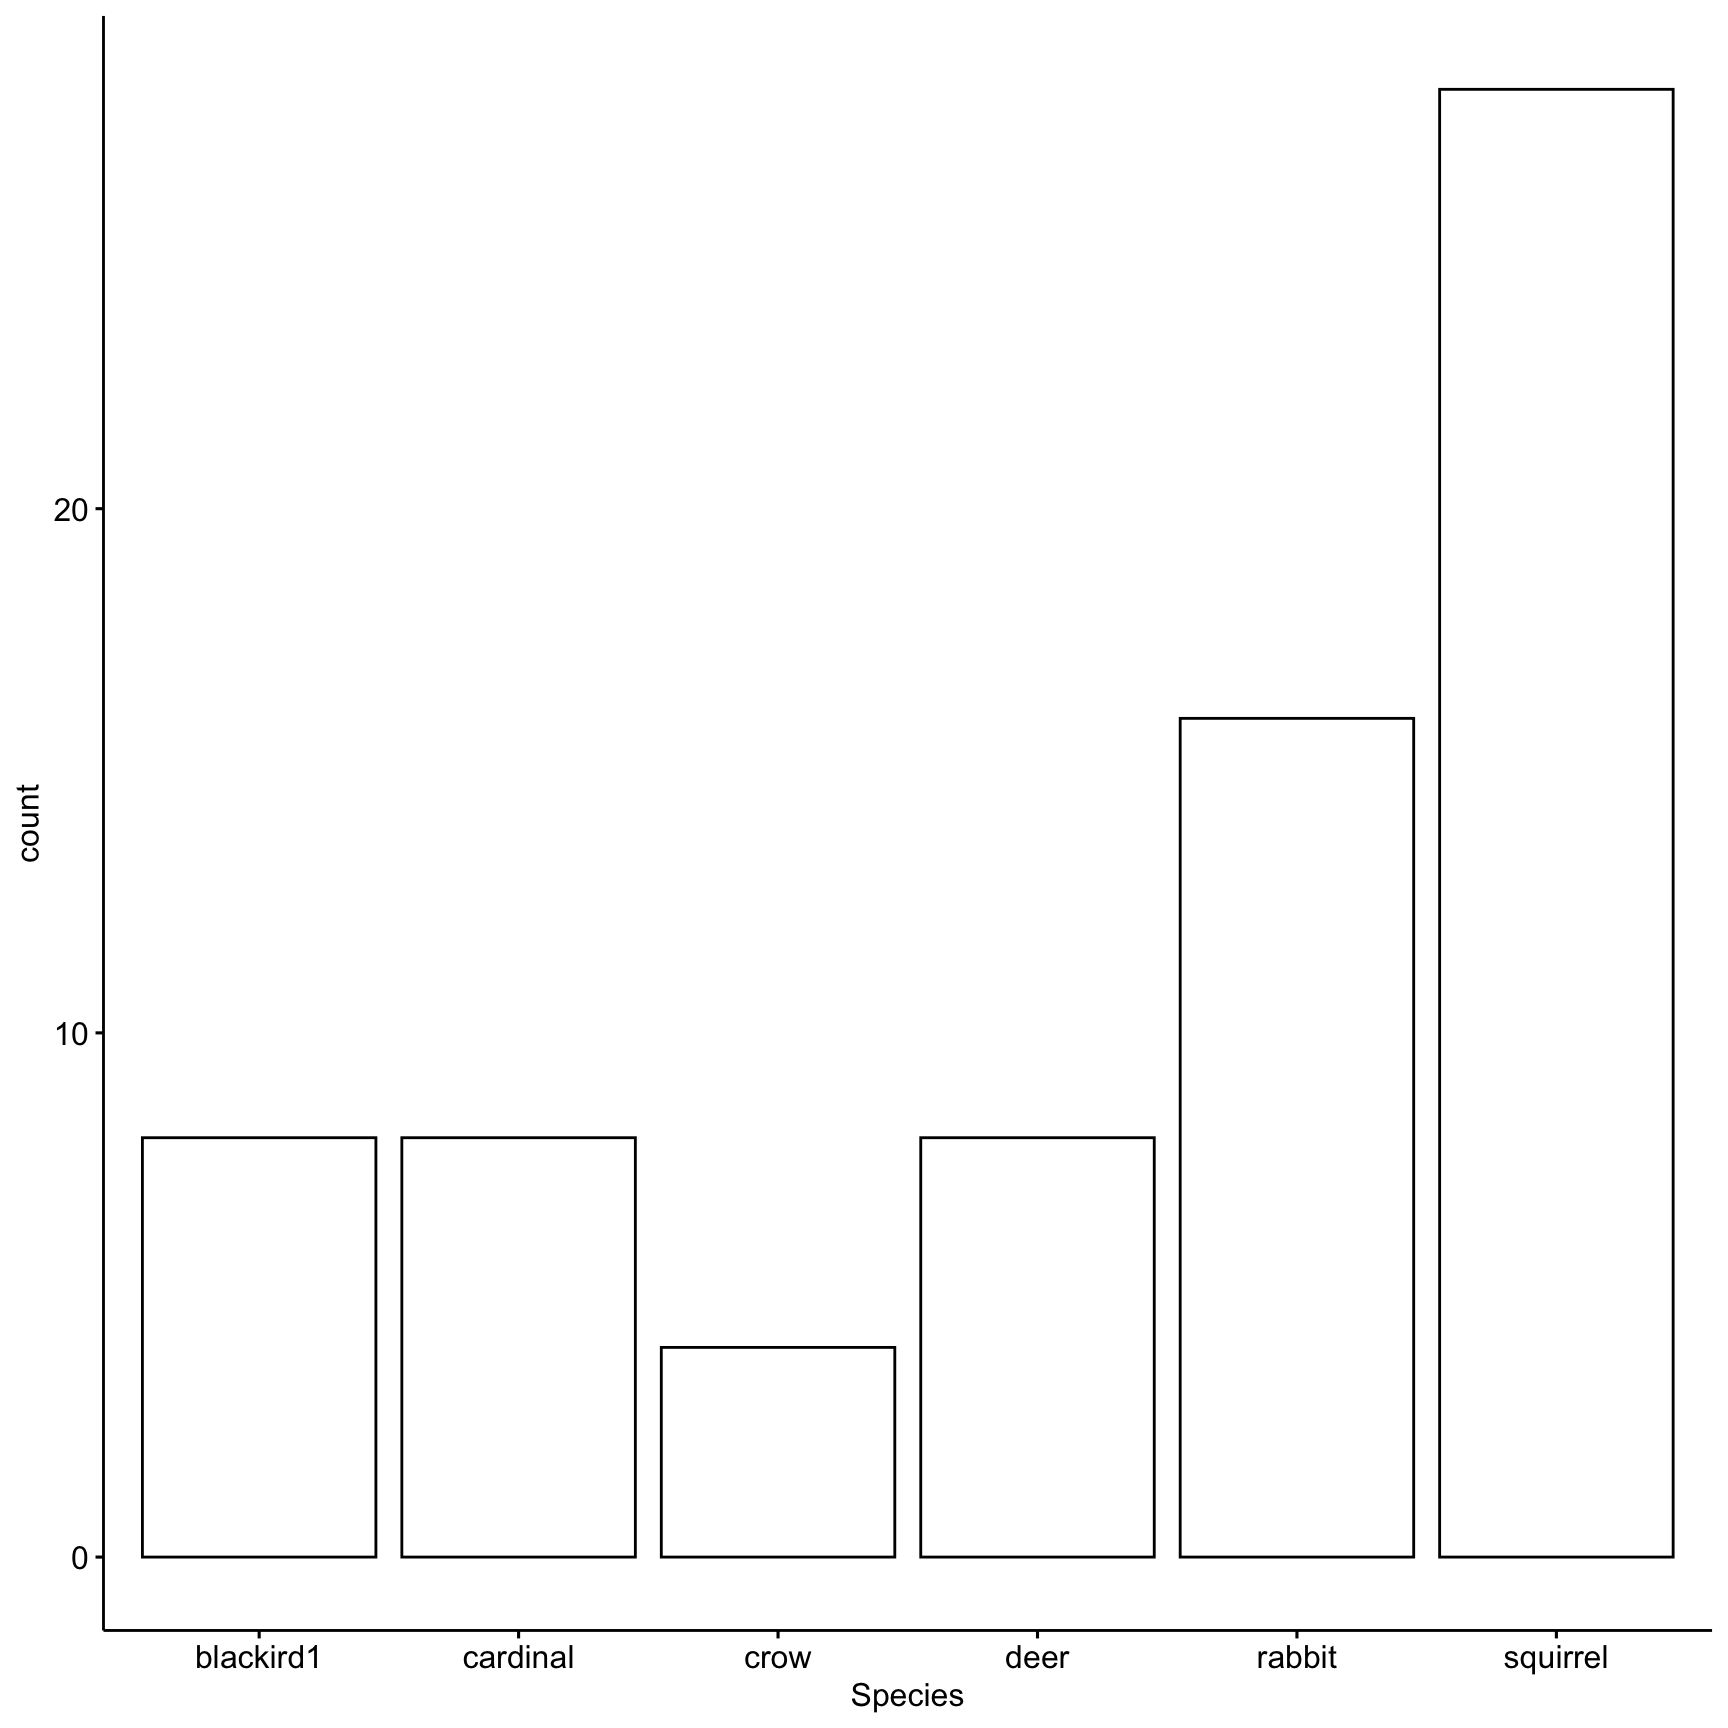 count
20
10
0
blackird1 cardinal crow deer rabbit squirrel
Species